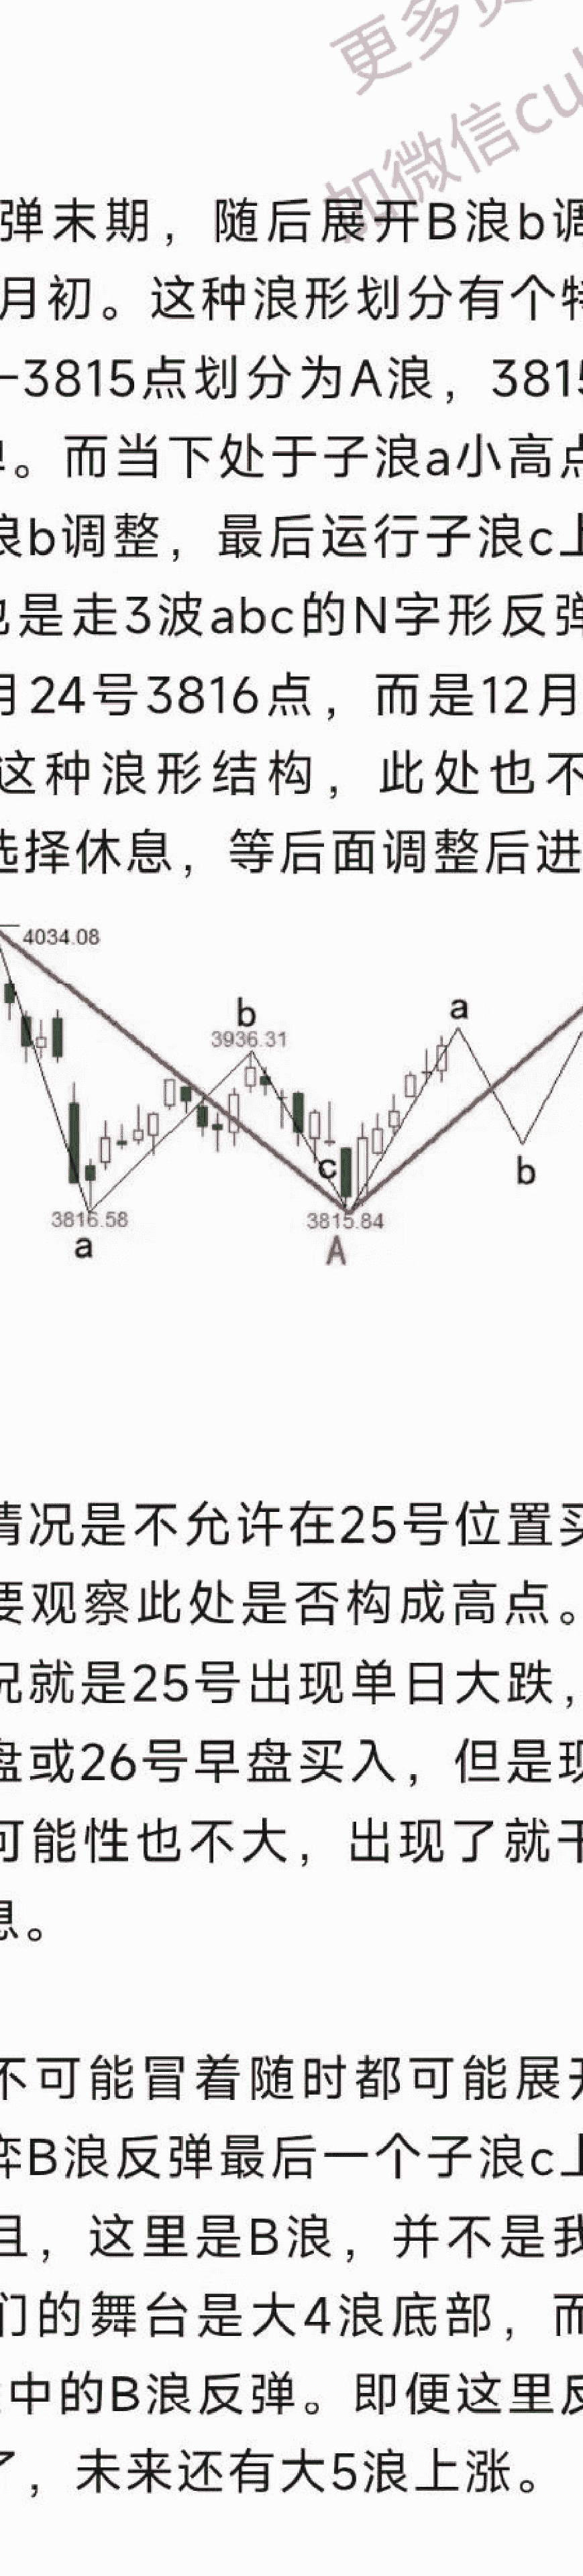 更多
加微信cu
弹末期，随后展开B浪b调
月初。这种浪形划分有个特
-3815点划分为A浪，3815
。而当下处于子浪a小高点
浪b调整，最后运行子浪c上
也是走3波abc的N字形反弹
月24号3816点，而是12月
这种浪形结构，此处也不
选择休息，等后面调整后进
4034.08
b
3936.31
a
c
b
3816.58
3815.84
a
A
情况是不允许在25号位置买
要观察此处是否构成高点。
况就是25号出现单日大跌，
盘或26号早盘买入，但是现
可能性也不大，出现了就干
息。
不可能冒着随时都可能展开
弈B浪反弹最后一个子浪c上
且，这里是B浪，并不是我
们的舞台是大4浪底部，而
中的B浪反弹。即便这里反
了，未来还有大5浪上涨。